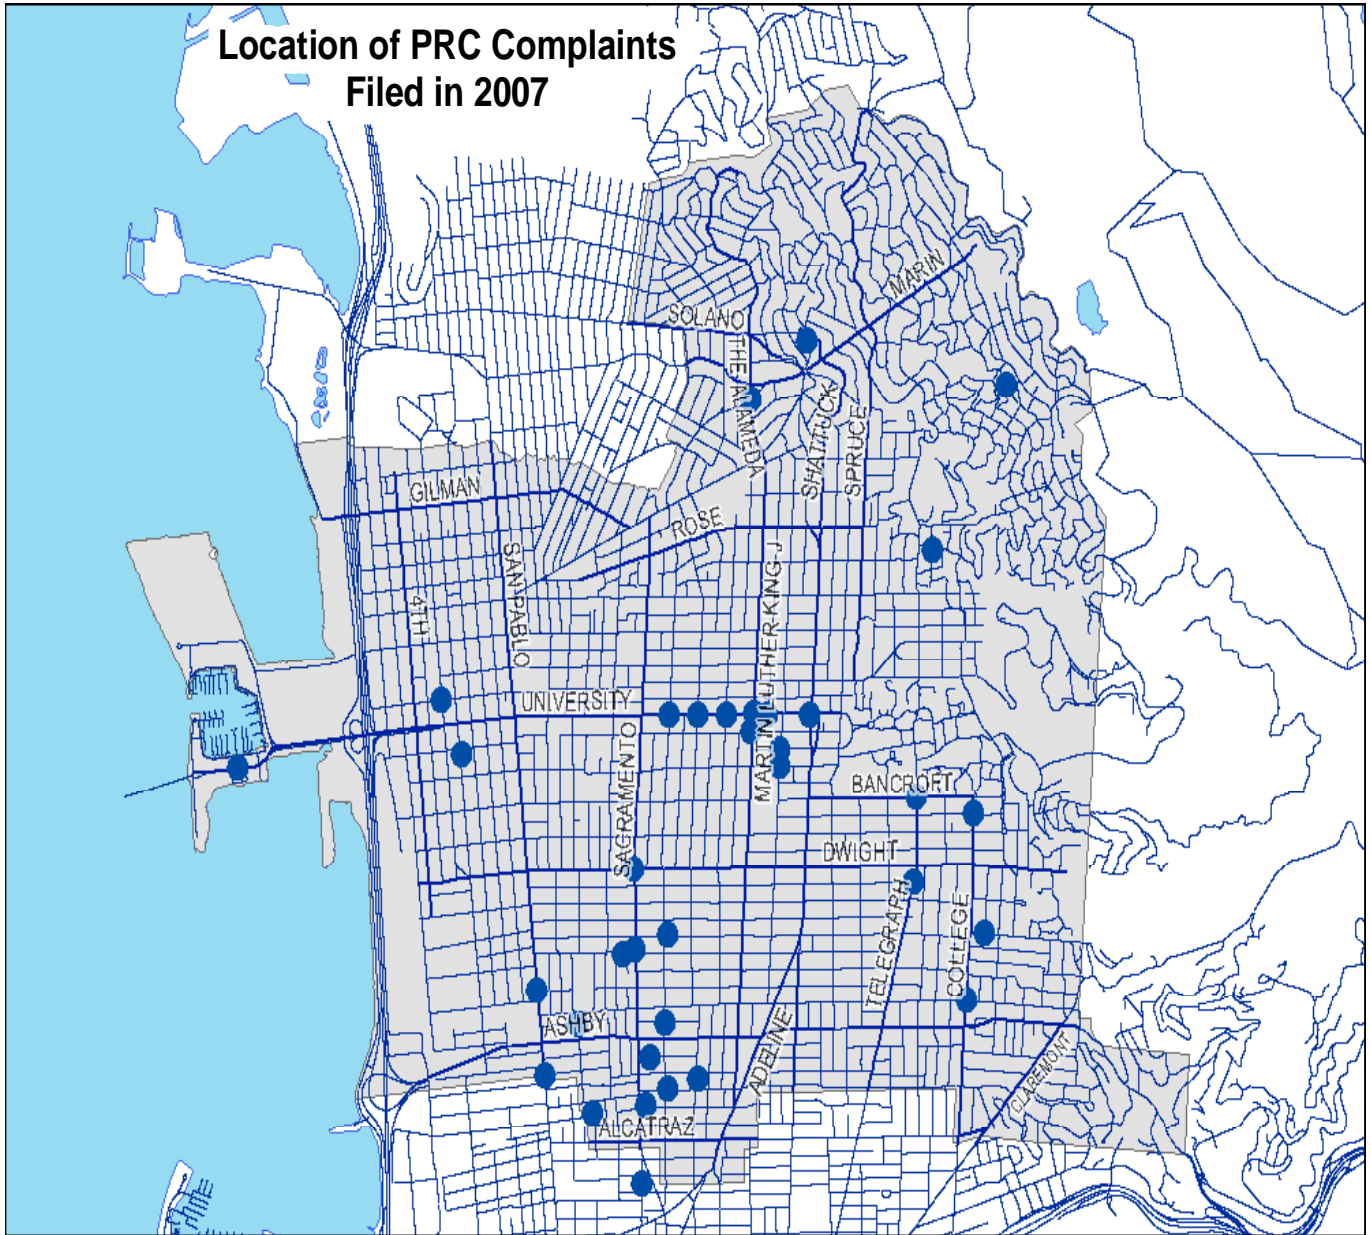 Location of PRC Complaints
Filed in 2007
SOLANO
MARIN
THE ALAMEDA
SHATTUCK
SPRUCE
GILMAN
ROSE
SAN PABLO
4TH
MARTIN LUTHER KING J
UNIVERSITY
SACRAMENTO
BANCROFT
DWIGHT
TELEGRAPH
COLLEGE
ASHBY
ADELINE
CLAREMONT
ALCATRAZ